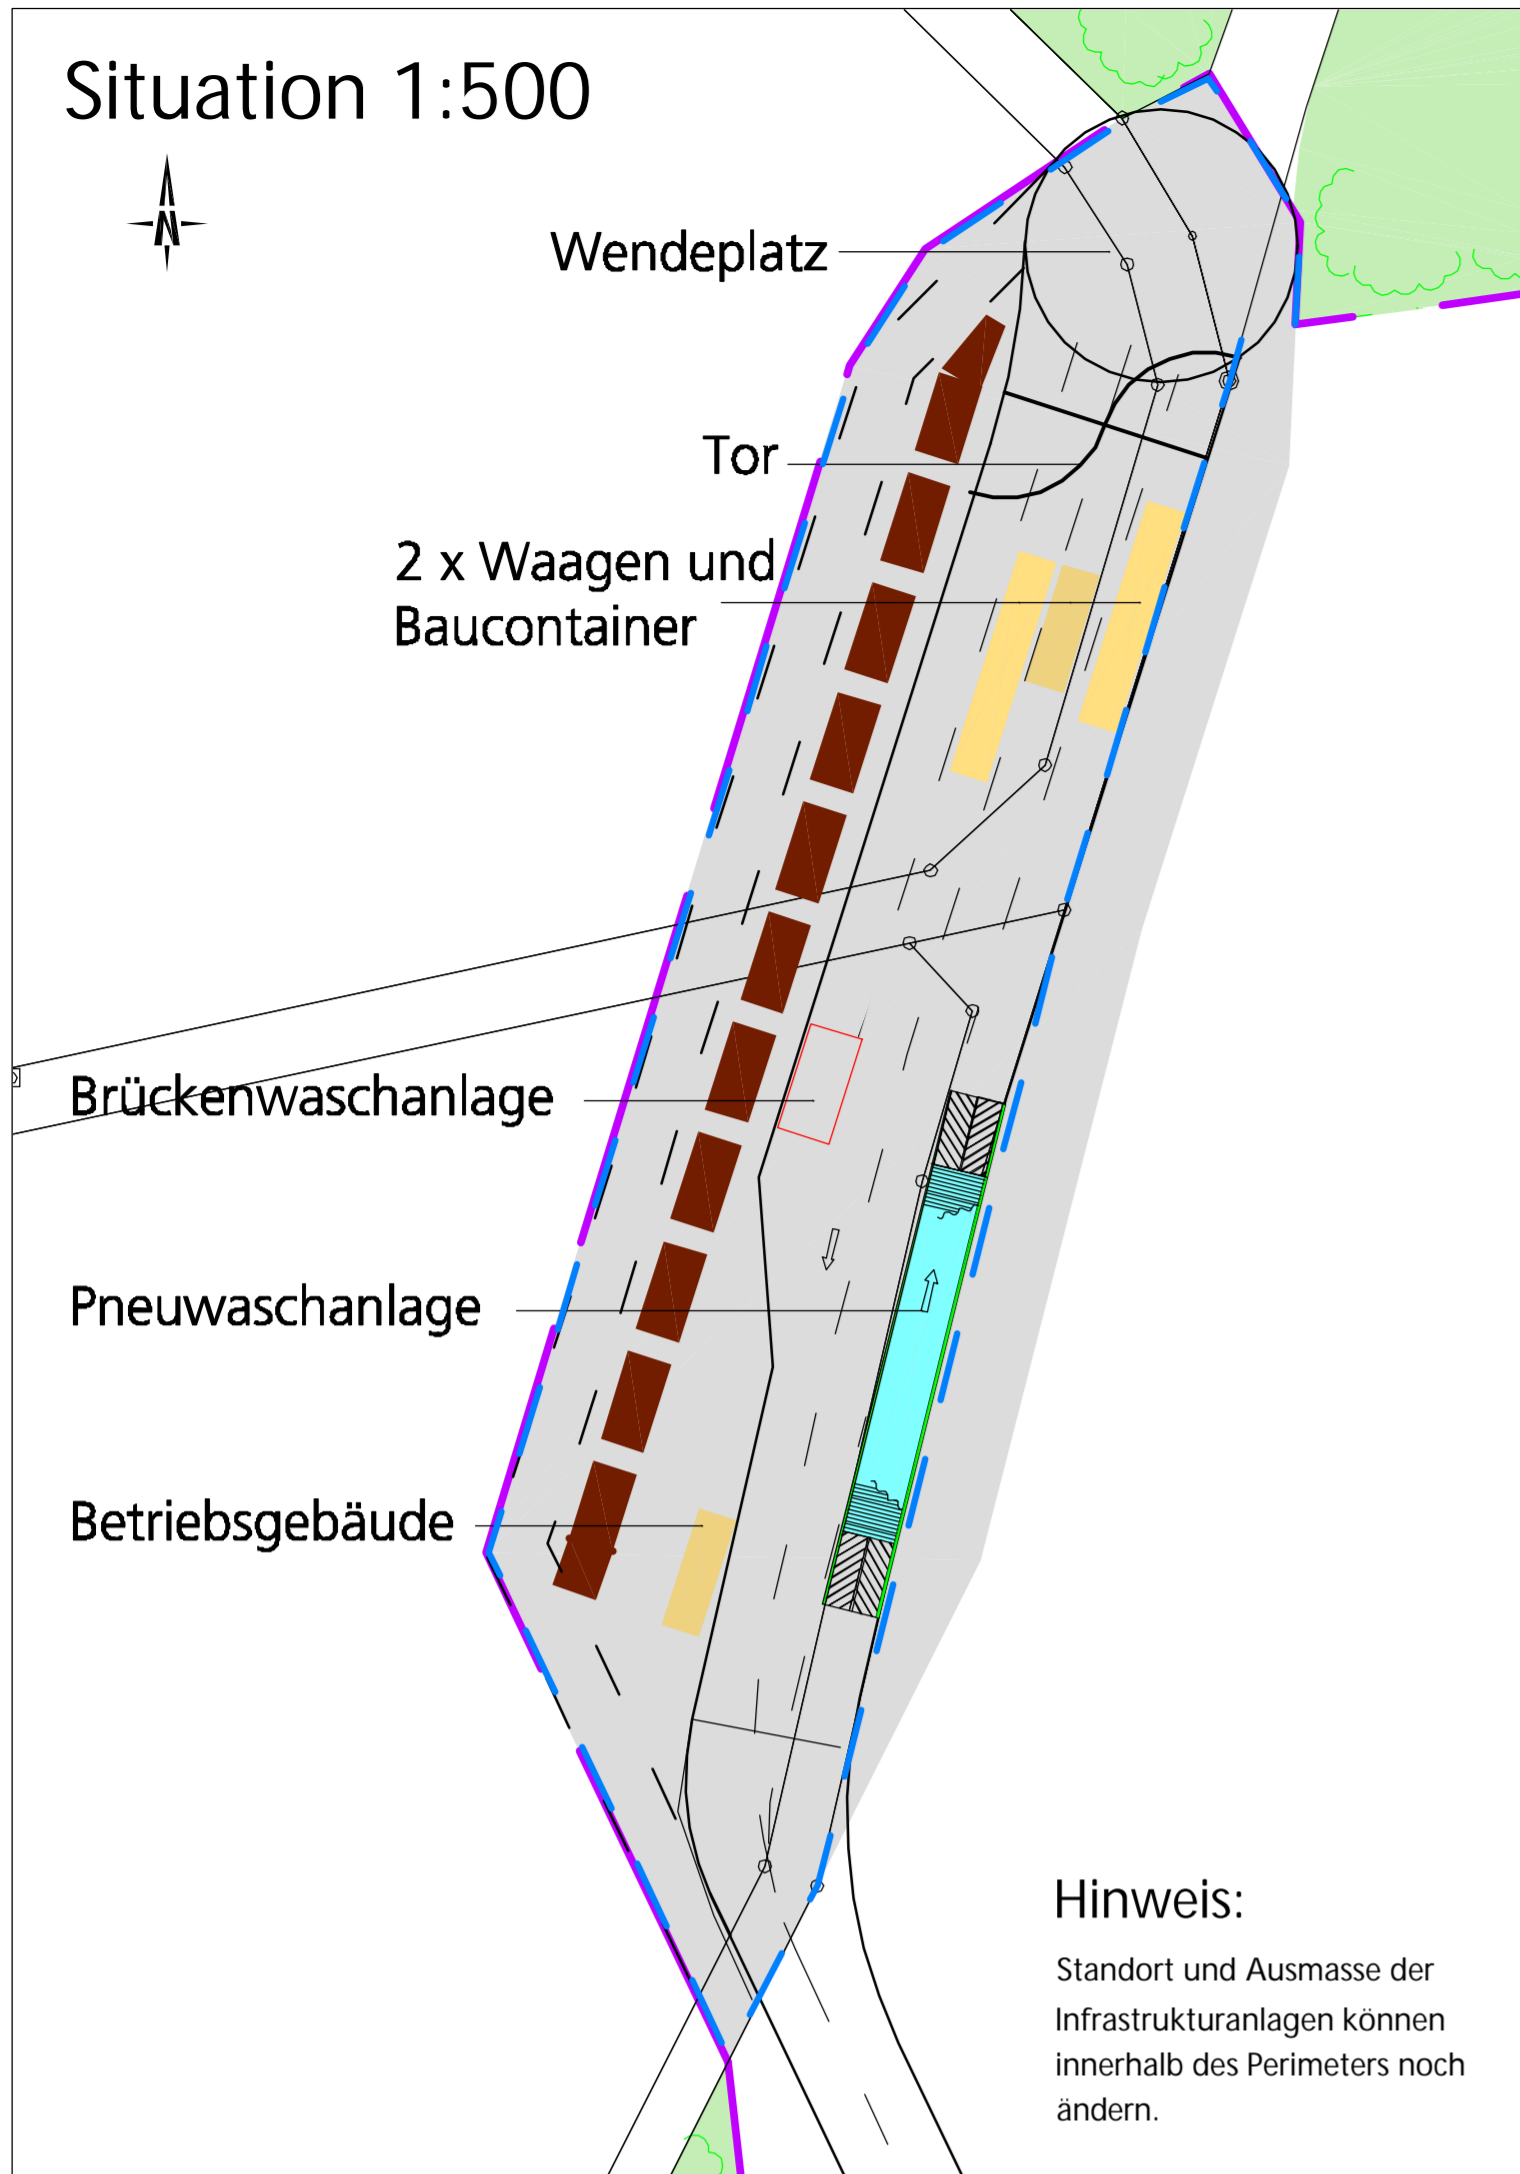 Situation 1:500
N
Wendeplatz
Tor
2 x Waagen und
Baucontainer
Brückenwaschanlage
Pneuwaschanlage
Betriebsgebäude
Hinweis:
Standort und Ausmasse der
Infrastrukturanlagen können
innerhalb des Perimeters noch
ändern.